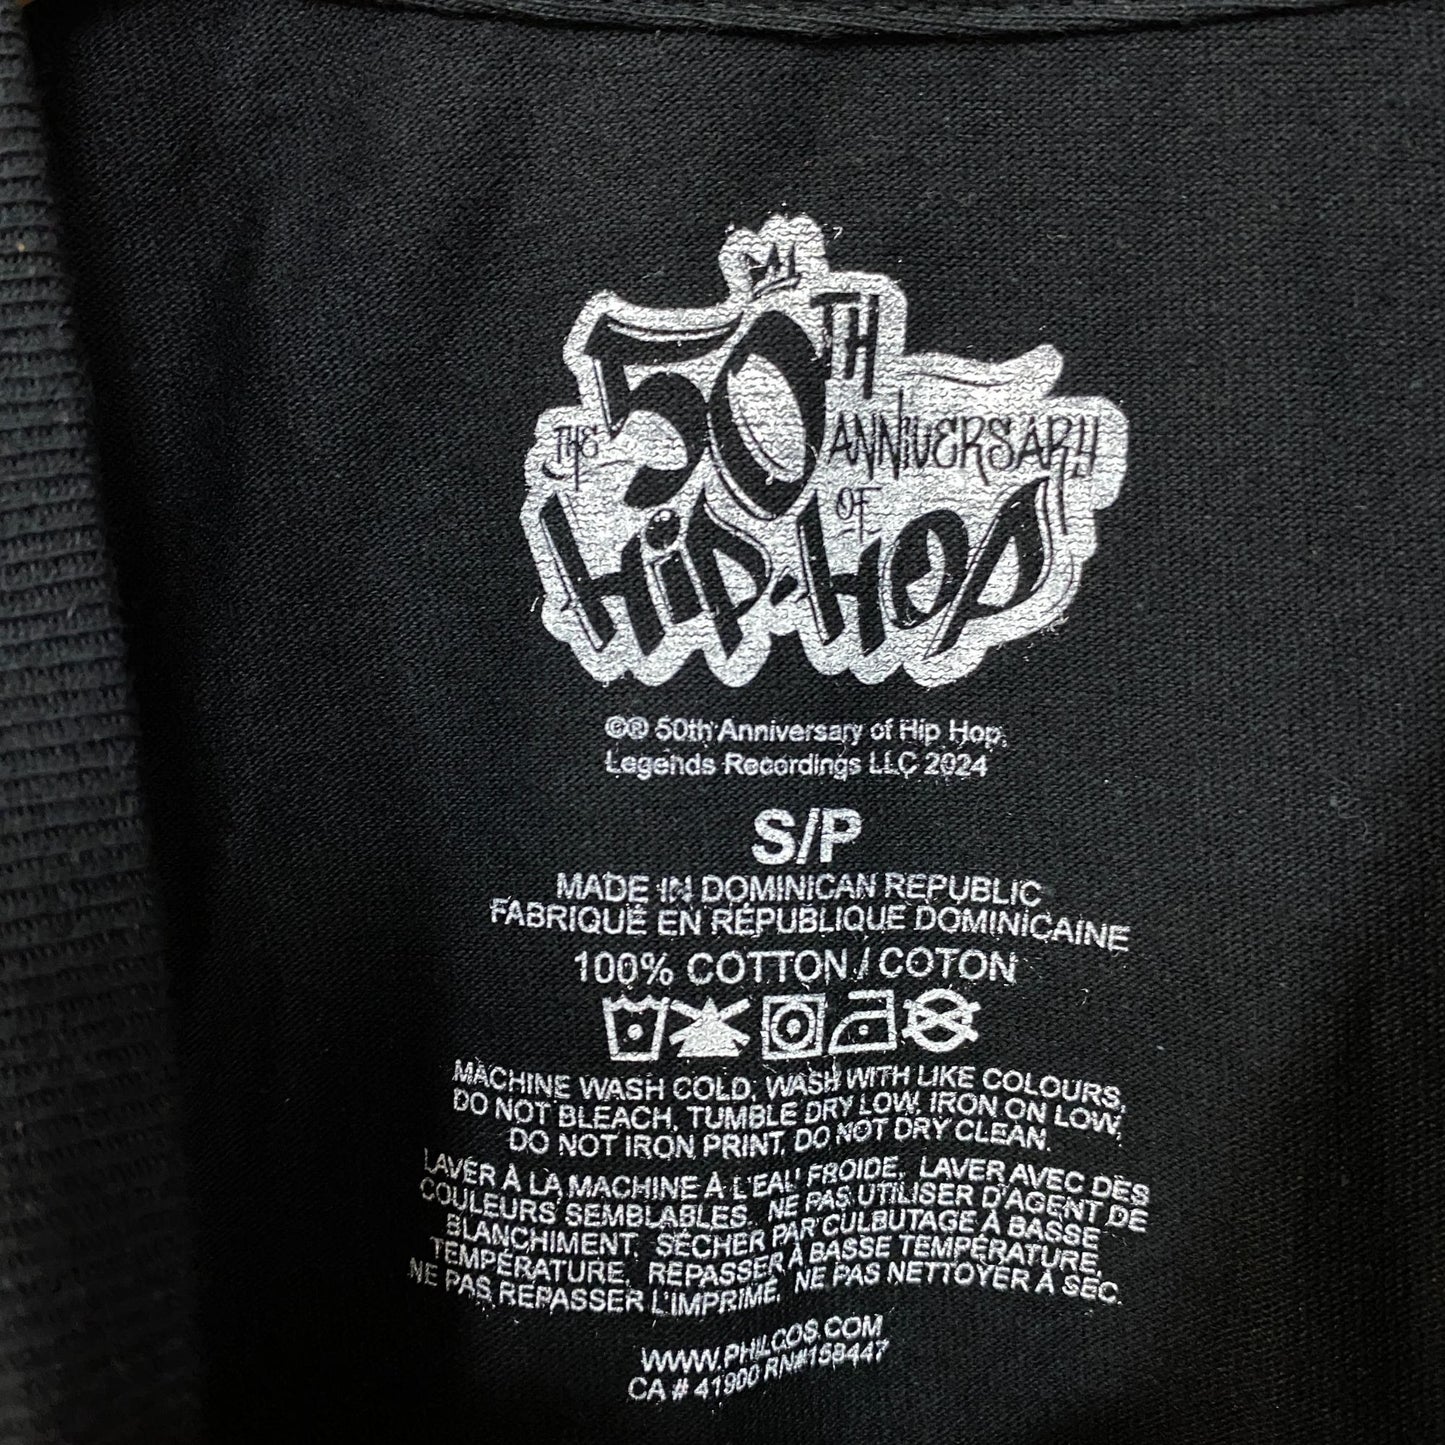 THE 50TH ANNIVERSARY
OF
hip-hop
©® 50th Anniversary of Hip Hop,
Legends Recordings LLC 2024
S/P
MADE IN DOMINICAN REPUBLIC
FABRIQUÉ EN RÉPUBLIQUE DOMINICAINE
100% COTTON / COTON
MACHINE WASH COLD, WASH WITH LIKE COLOURS,
DO NOT BLEACH, TUMBLE DRY LOW, IRON ON LOW,
DO NOT IRON PRINT, DO NOT DRY CLEAN.
LAVER À LA MACHINE À L'EAU FROIDE, LAVER AVEC DES
COULEURS SEMBLABLES, NE PAS UTILISER D'AGENT DE
BLANCHIMENT, SÉCHER PAR CULBUTAGE À BASSE
TEMPÉRATURE, REPASSER À BASSE TEMPÉRATURE,
NE PAS REPASSER L'IMPRIMÉ, NE PAS NETTOYER À SEC.
WWW.PHILCOS.COM
CA # 41900 RN#158447